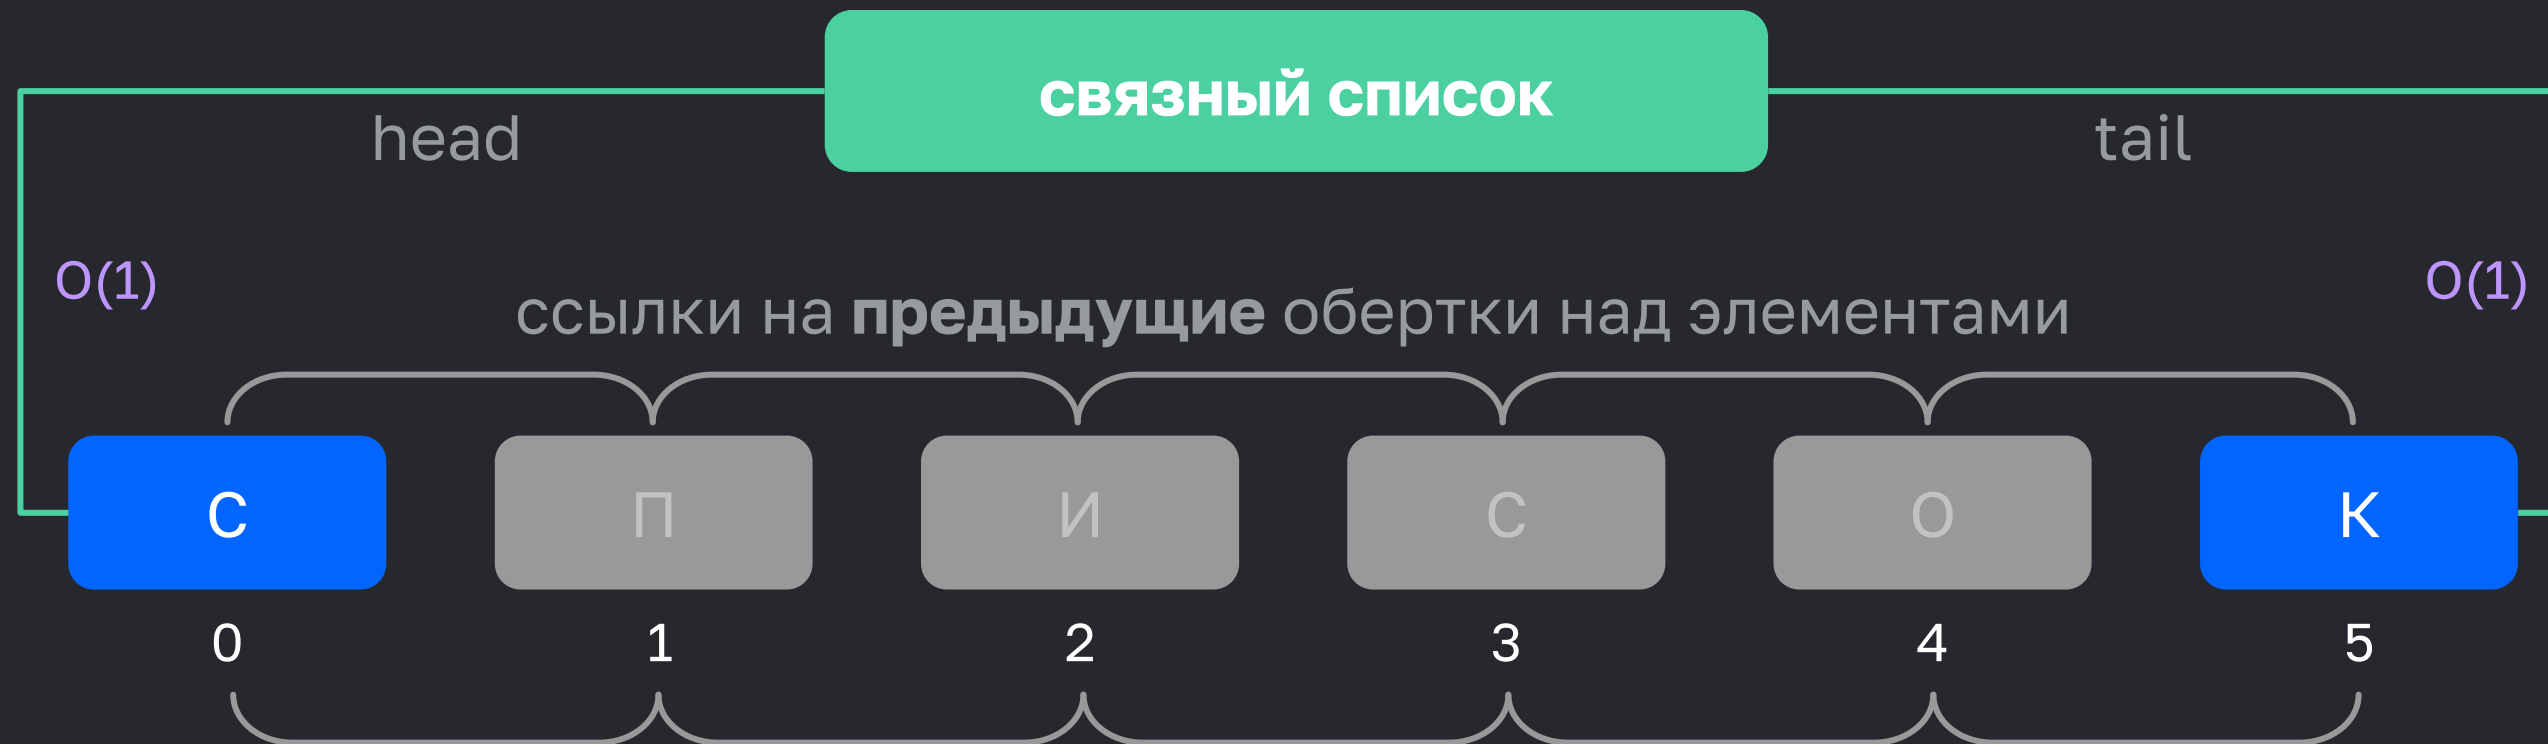 связный список
head
tail
O(1)
O(1)
ссылки на предыдущие обертки над элементами
С П И С О К
0 1 2 3 4 5